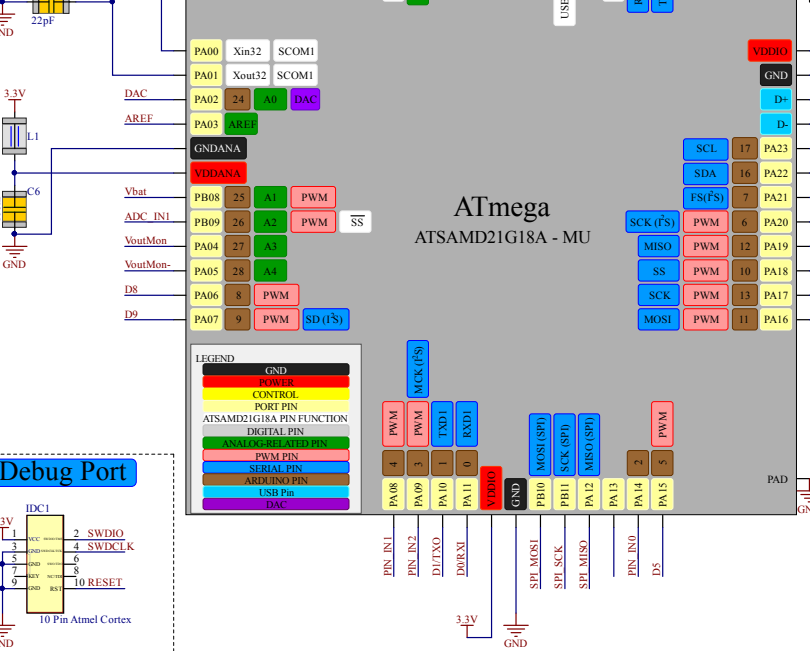 22pF
ND
USB
PA00 Xin32 SCOM1
PA01 Xout32 SCOM1
DAC PA02 24 A0 DAC
AREF PA03 AREF
GNDANA
VDDANA
Vbat PB08 25 A1 PWM
ADC_IN1 PB09 26 A2 PWM SS
VoutMon PA04 27 A3
VoutMon- PA05 28 A4
D8 PA06 8 PWM
D9 PA07 9 PWM SD (I²S)
3.3V
L1
C6
GND
ATmega
ATSAMD21G18A - MU
VDDIO
GND
D+
D-
SCL 17 PA23
SDA 16 PA22
FS(I²S) 7 PA21
SCK (I²S) PWM 6 PA20
MISO PWM 12 PA19
SS PWM 10 PA18
SCK PWM 13 PA17
MOSI PWM 11 PA16
LEGEND
GND
POWER
CONTROL
PORT PIN
ATSAMD21G18A PIN FUNCTION
DIGITAL PIN
ANALOG-RELATED PIN
PWM PIN
SERIAL PIN
ARDUINO PIN
USB Pin
DAC
PWM 4 PA08 PIN_IN1
MCK (I²S) PWM 3 PA09 PIN_IN2
TXD1 1 PA10 D1/TXO
RXD1 0 PA11 D0/RXI
VDDIO
3.3V
GND
GND
MOSI (SPI) PB10 SPI_MOSI
SCK (SPI) PB11 SPI_SCK
MISO (SPI) PA12 SPI_MISO
PA13
2 PA14 PIN_IN0
PWM 5 PA15 D5
PAD
GN
Debug Port
IDC1
3V
1 VCC 2 SWDIO
3 GND 4 SWDCLK
5 GND 6
7 KEY 8
9 GND RST 10 RESET
10 Pin Atmel Cortex
ND